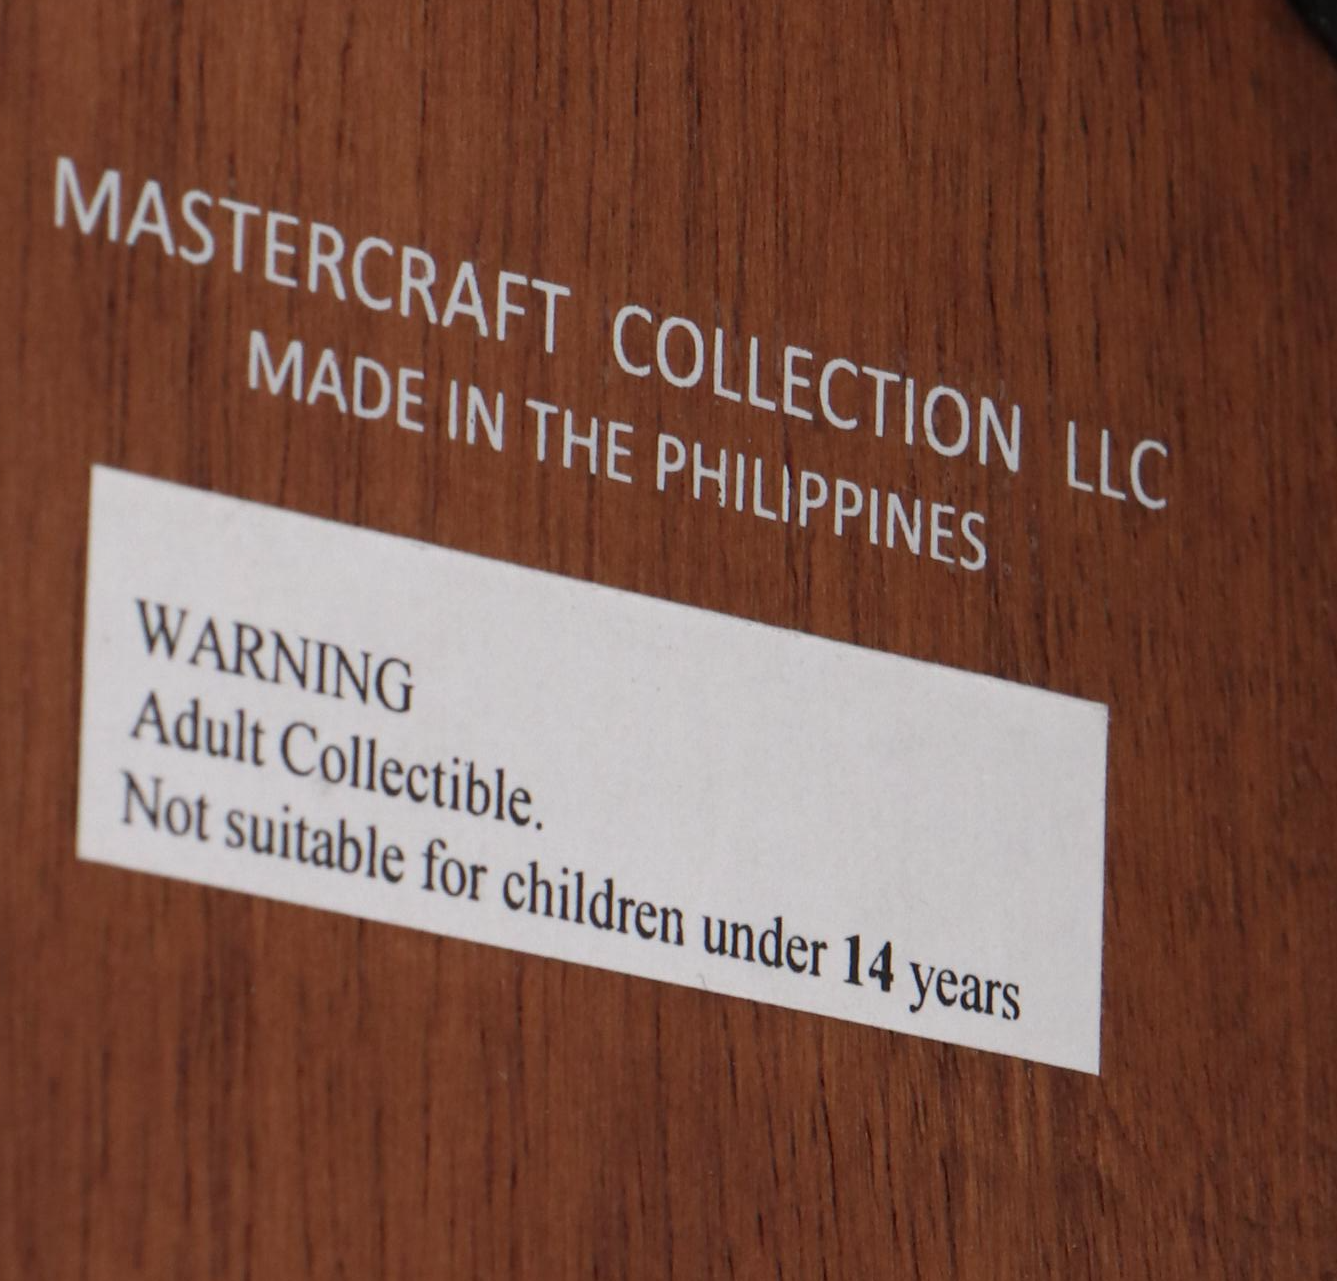 MASTERCRAFT COLLECTION LLC
MADE IN THE PHILIPPINES
WARNING
Adult Collectible.
Not suitable for children under 14 years